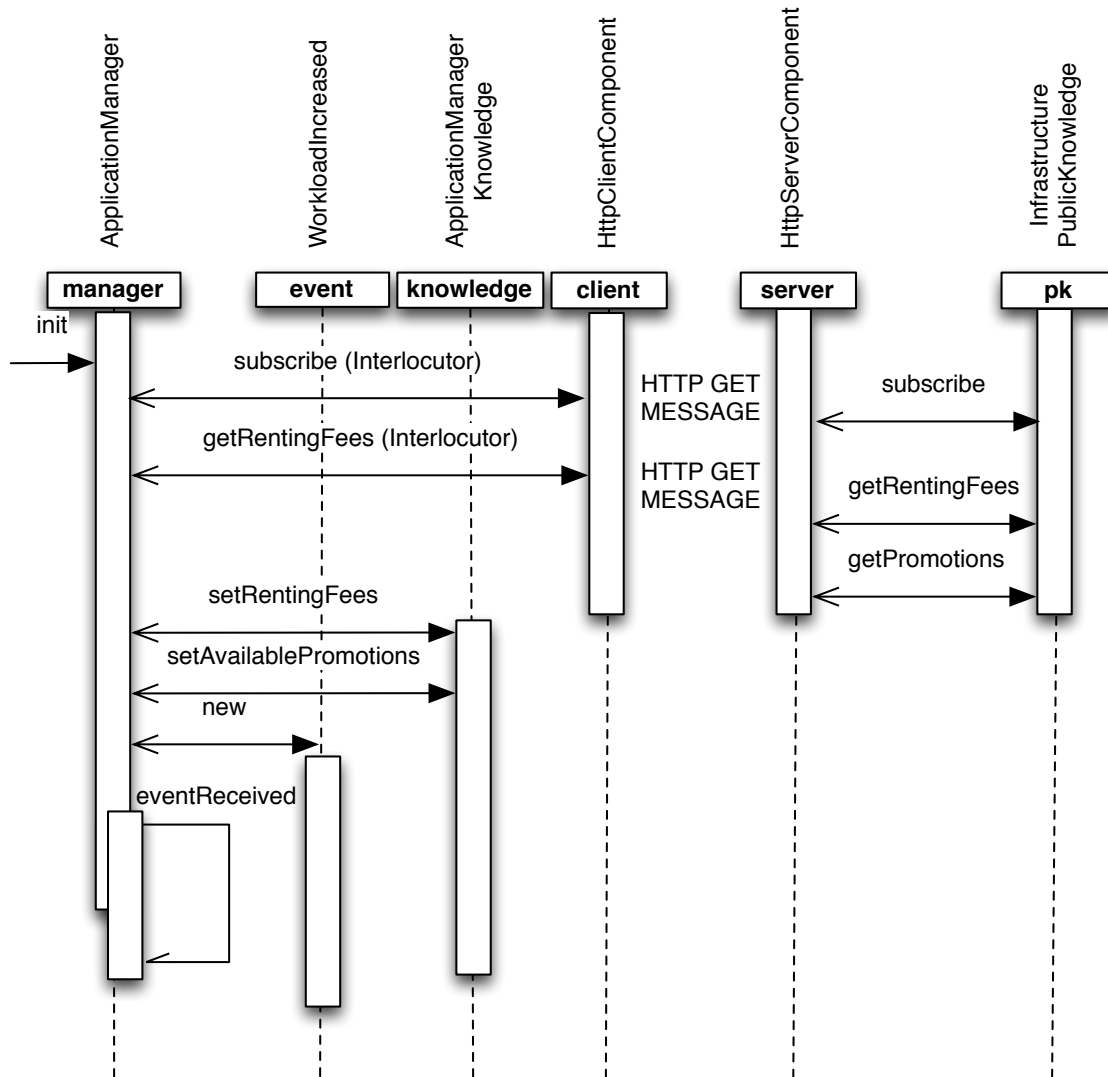 ApplicationManager
WorkloadIncreased
ApplicationManager
Knowledge
HttpClientComponent
HttpServerComponent
Infrastructure
PublicKnowledge
manager
event
knowledge
client
server
pk
init
subscribe (Interlocutor)
HTTP GET
MESSAGE
subscribe
getRentingFees (Interlocutor)
HTTP GET
MESSAGE
getRentingFees
getPromotions
setRentingFees
setAvailablePromotions
new
eventReceived